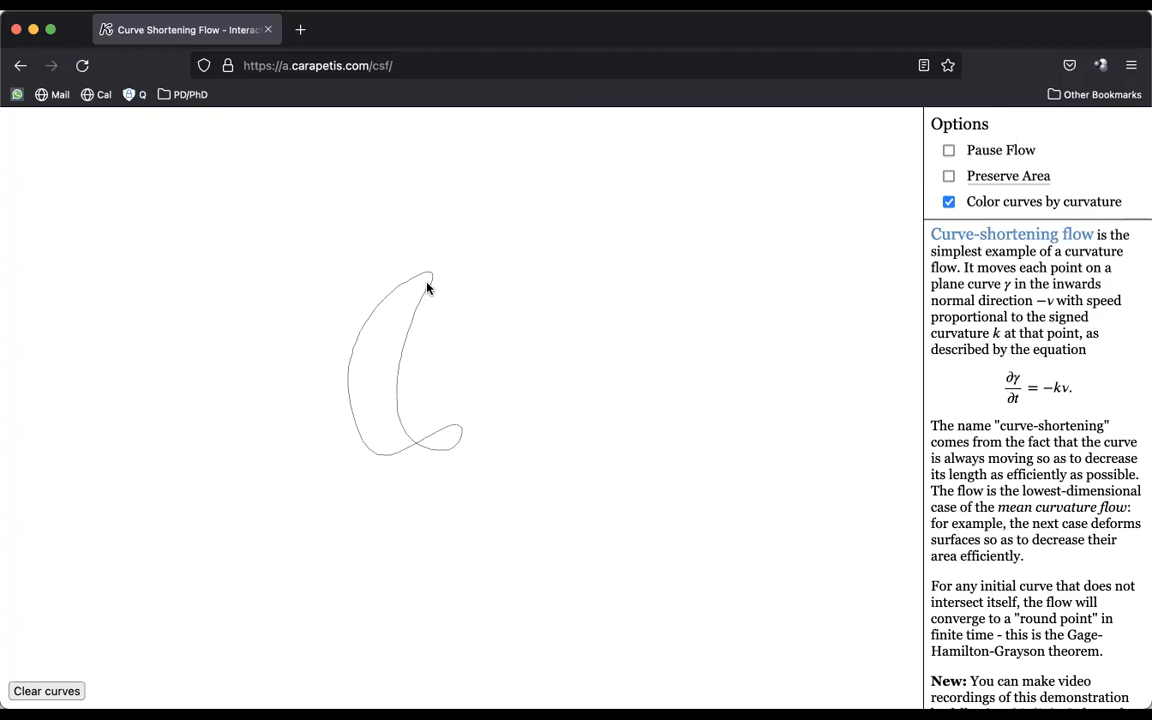 Curve Shortening Flow - Interac
https://a.carapetis.com/csf/
Mail Cal Q PD/PhD Other Bookmarks
Options
Pause Flow
Preserve Area
Color curves by curvature
Curve-shortening flow is the
simplest example of a curvature
flow. It moves each point on a
plane curve γ in the inwards
normal direction −ν with speed
proportional to the signed
curvature k at that point, as
described by the equation
∂γ/∂t = −kν.
The name "curve-shortening"
comes from the fact that the curve
is always moving so as to decrease
its length as efficiently as possible.
The flow is the lowest-dimensional
case of the mean curvature flow:
for example, the next case deforms
surfaces so as to decrease their
area efficiently.
For any initial curve that does not
intersect itself, the flow will
converge to a "round point" in
finite time - this is the Gage-
Hamilton-Grayson theorem.
New: You can make video
recordings of this demonstration
Clear curves